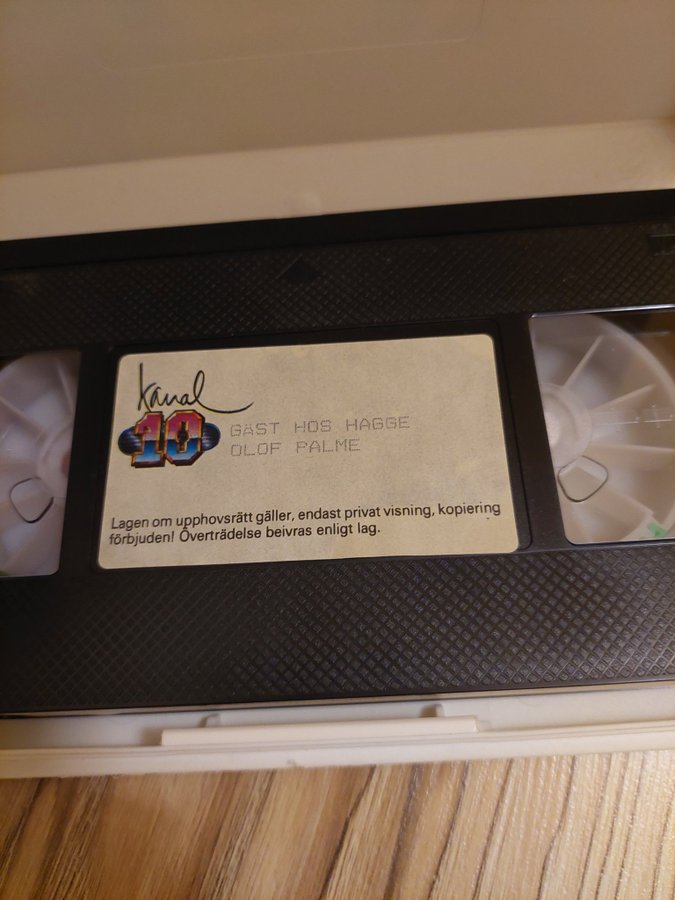 Kanal
10
GÄST HOS HAGGE
OLOF PALME
Lagen om upphovsrätt gäller, endast privat visning, kopiering
förbjuden! Överträdelse beivras enligt lag.